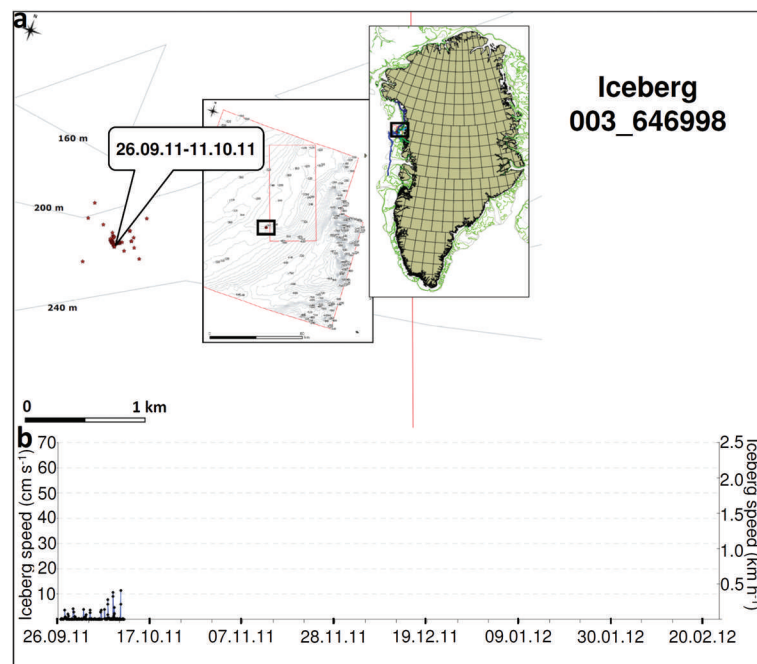 a
N
Iceberg
003_646998
160 m
26.09.11-11.10.11
200 m
240 m
0 1 km
b
Iceberg speed (cm s⁻¹)
70
60
50
40
30
20
10
2.5
2.0
1.5
1.0
0.5
Iceberg speed (km h⁻¹)
26.09.11 17.10.11 07.11.11 28.11.11 19.12.11 09.01.12 30.01.12 20.02.12